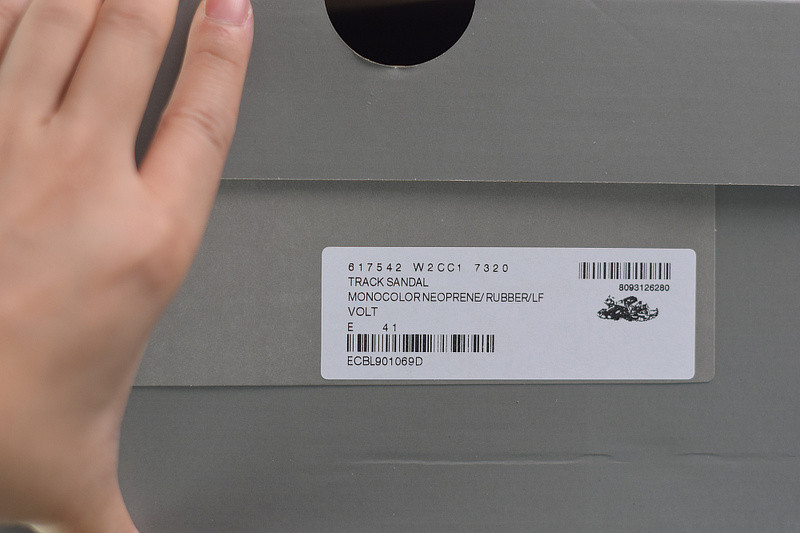 617542 W2CC1 7320
TRACK SANDAL
MONOCOLOR NEOPRENE/ RUBBER/LF
VOLT
E 41
ECBL901069D
8093126280